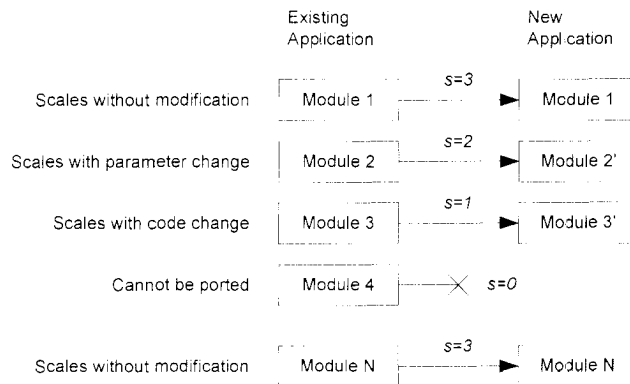 Existing
Application
New
Application
s=3
Scales without modification
Module 1
Module 1
s=2
Scales with parameter change
Module 2
Module 2'
s=1
Scales with code change
Module 3
Module 3'
Cannot be ported
Module 4
s=0
s=3
Scales without modification
Module N
Module N